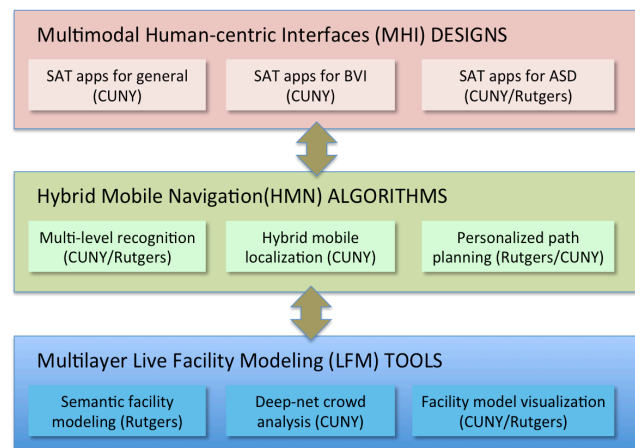 Multimodal Human-centric Interfaces (MHI) DESIGNS
SAT apps for general
(CUNY)
SAT apps for BVI
(CUNY)
SAT apps for ASD
(CUNY/Rutgers)
Hybrid Mobile Navigation(HMN) ALGORITHMS
Multi-level recognition
(CUNY/Rutgers)
Hybrid mobile
localization (CUNY)
Personalized path
planning (Rutgers/CUNY)
Multilayer Live Facility Modeling (LFM) TOOLS
Semantic facility
modeling (Rutgers)
Deep-net crowd
analysis (CUNY)
Facility model visualization
(CUNY/Rutgers)